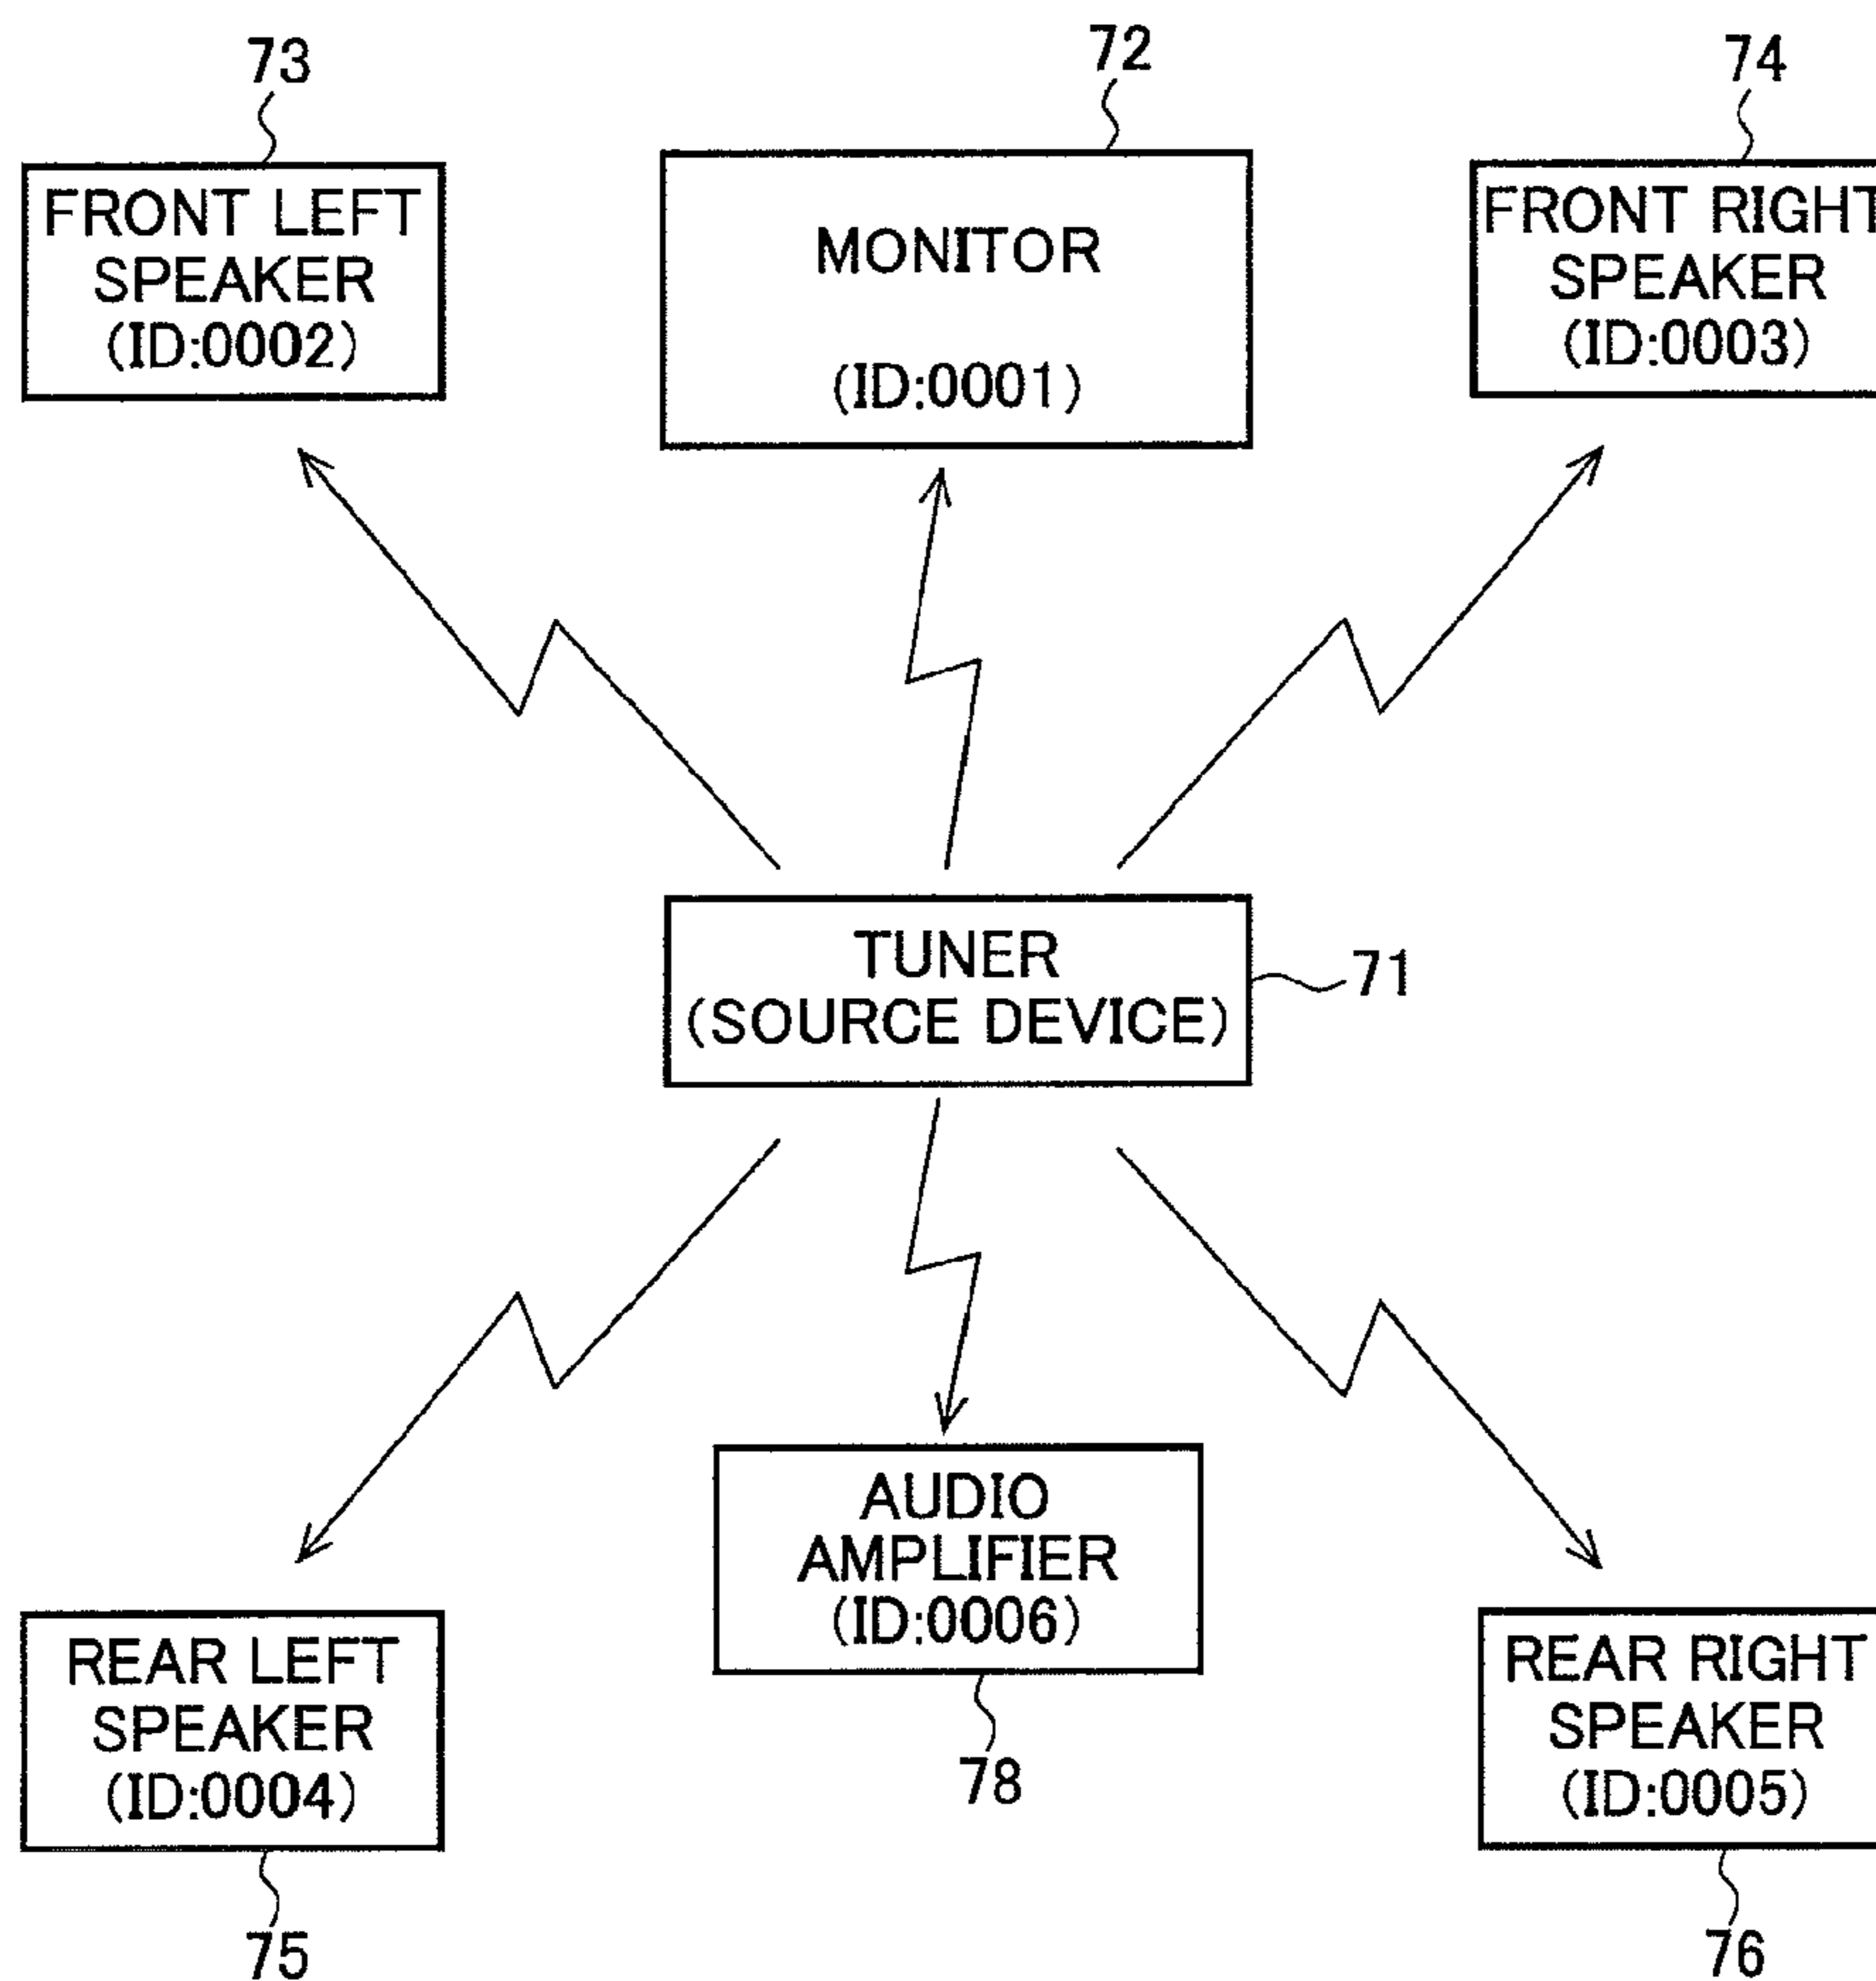 73
72
74
FRONT LEFT
SPEAKER
(ID:0002)
MONITOR
(ID:0001)
FRONT RIGHT
SPEAKER
(ID:0003)
TUNER
(SOURCE DEVICE)
71
AUDIO
AMPLIFIER
(ID:0006)
78
REAR LEFT
SPEAKER
(ID:0004)
75
REAR RIGHT
SPEAKER
(ID:0005)
76